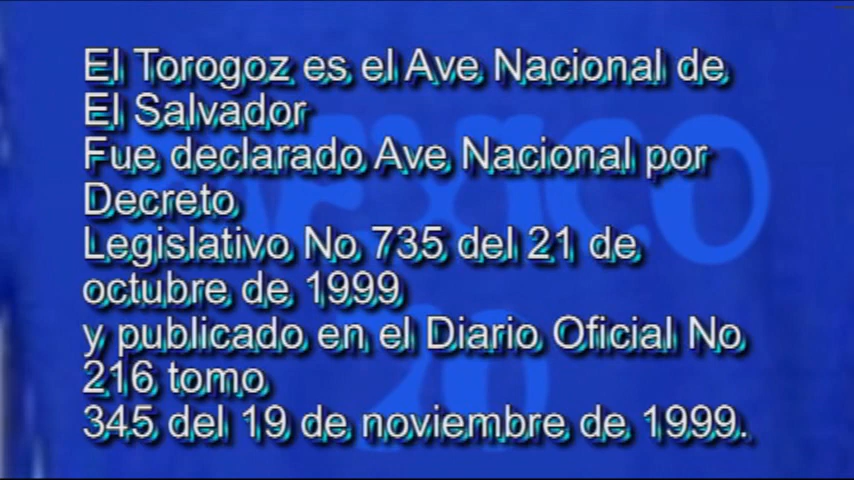 El Torogoz es el Ave Nacional de
El Salvador
Fue declarado Ave Nacional por
Decreto
Legislativo No 735 del 21 de
octubre de 1999
y publicado en el Diario Oficial No
216 tomo
345 del 19 de noviembre de 1999.
MEXICO
20